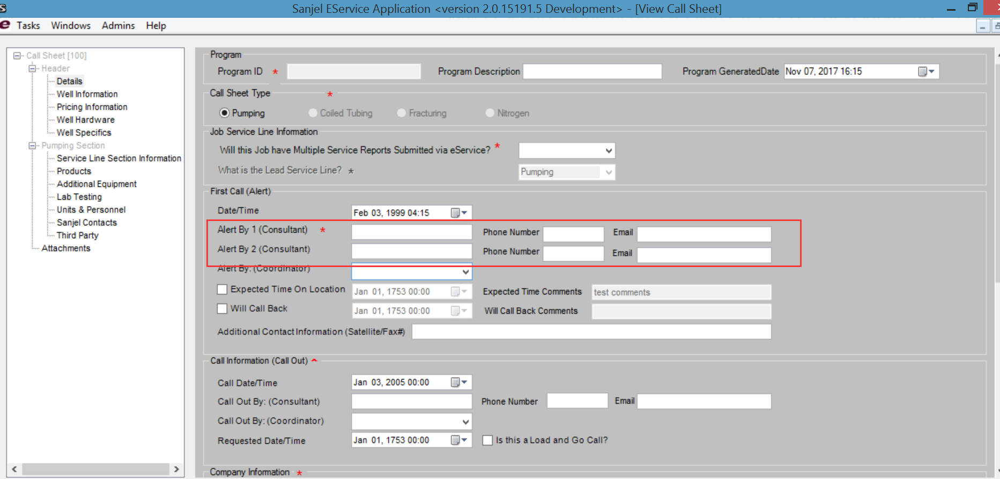 Sanjel EService Application <version 2.0.15191.5 Development> - [View Call Sheet]
Tasks Windows Admins Help
Call Sheet [100]
Header
Details
Well Information
Pricing Information
Well Hardware
Well Specifics
Pumping Section
Service Line Section Information
Products
Additional Equipment
Lab Testing
Units & Personnel
Sanjel Contacts
Third Party
Attachments
Program
Program ID * Program Description Program GeneratedDate Nov 07, 2017 16:15
Call Sheet Type *
Pumping Coiled Tubing Fracturing Nitrogen
Job Service Line Information
Will this Job have Multiple Service Reports Submitted via eService? *
What is the Lead Service Line? * Pumping
First Call (Alert)
Date/Time Feb 03, 1999 04:15
Alert By 1 (Consultant) * Phone Number Email
Alert By 2 (Consultant) Phone Number Email
Alert By: (Coordinator)
Expected Time On Location Jan 01, 1753 00:00 Expected Time Comments test comments
Will Call Back Jan 01, 1753 00:00 Will Call Back Comments
Additional Contact Information (Satellite/Fax#)
Call Information (Call Out)
Call Date/Time Jan 03, 2005 00:00
Call Out By: (Consultant) Phone Number Email
Call Out By: (Coordinator)
Requested Date/Time Jan 01, 1753 00:00 Is this a Load and Go Call?
Company Information *